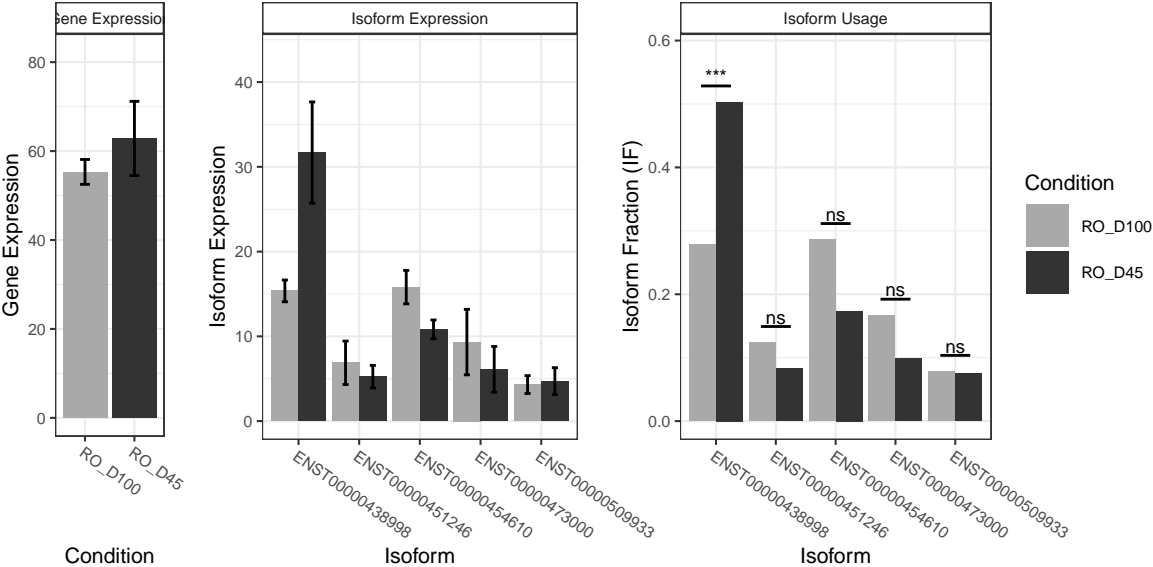 Gene Expression
Isoform Expression
Isoform Usage
Gene Expression
80
60
40
20
0
RO_D100
RO_D45
Condition
Isoform Expression
40
30
20
10
0
ENST00000438998
ENST00000451246
ENST00000454610
ENST00000473000
ENST00000509933
Isoform
Isoform Fraction (IF)
0.6
0.4
0.2
0.0
***
ns
ns
ns
ns
ENST00000438998
ENST00000451246
ENST00000454610
ENST00000473000
ENST00000509933
Isoform
Condition
RO_D100
RO_D45